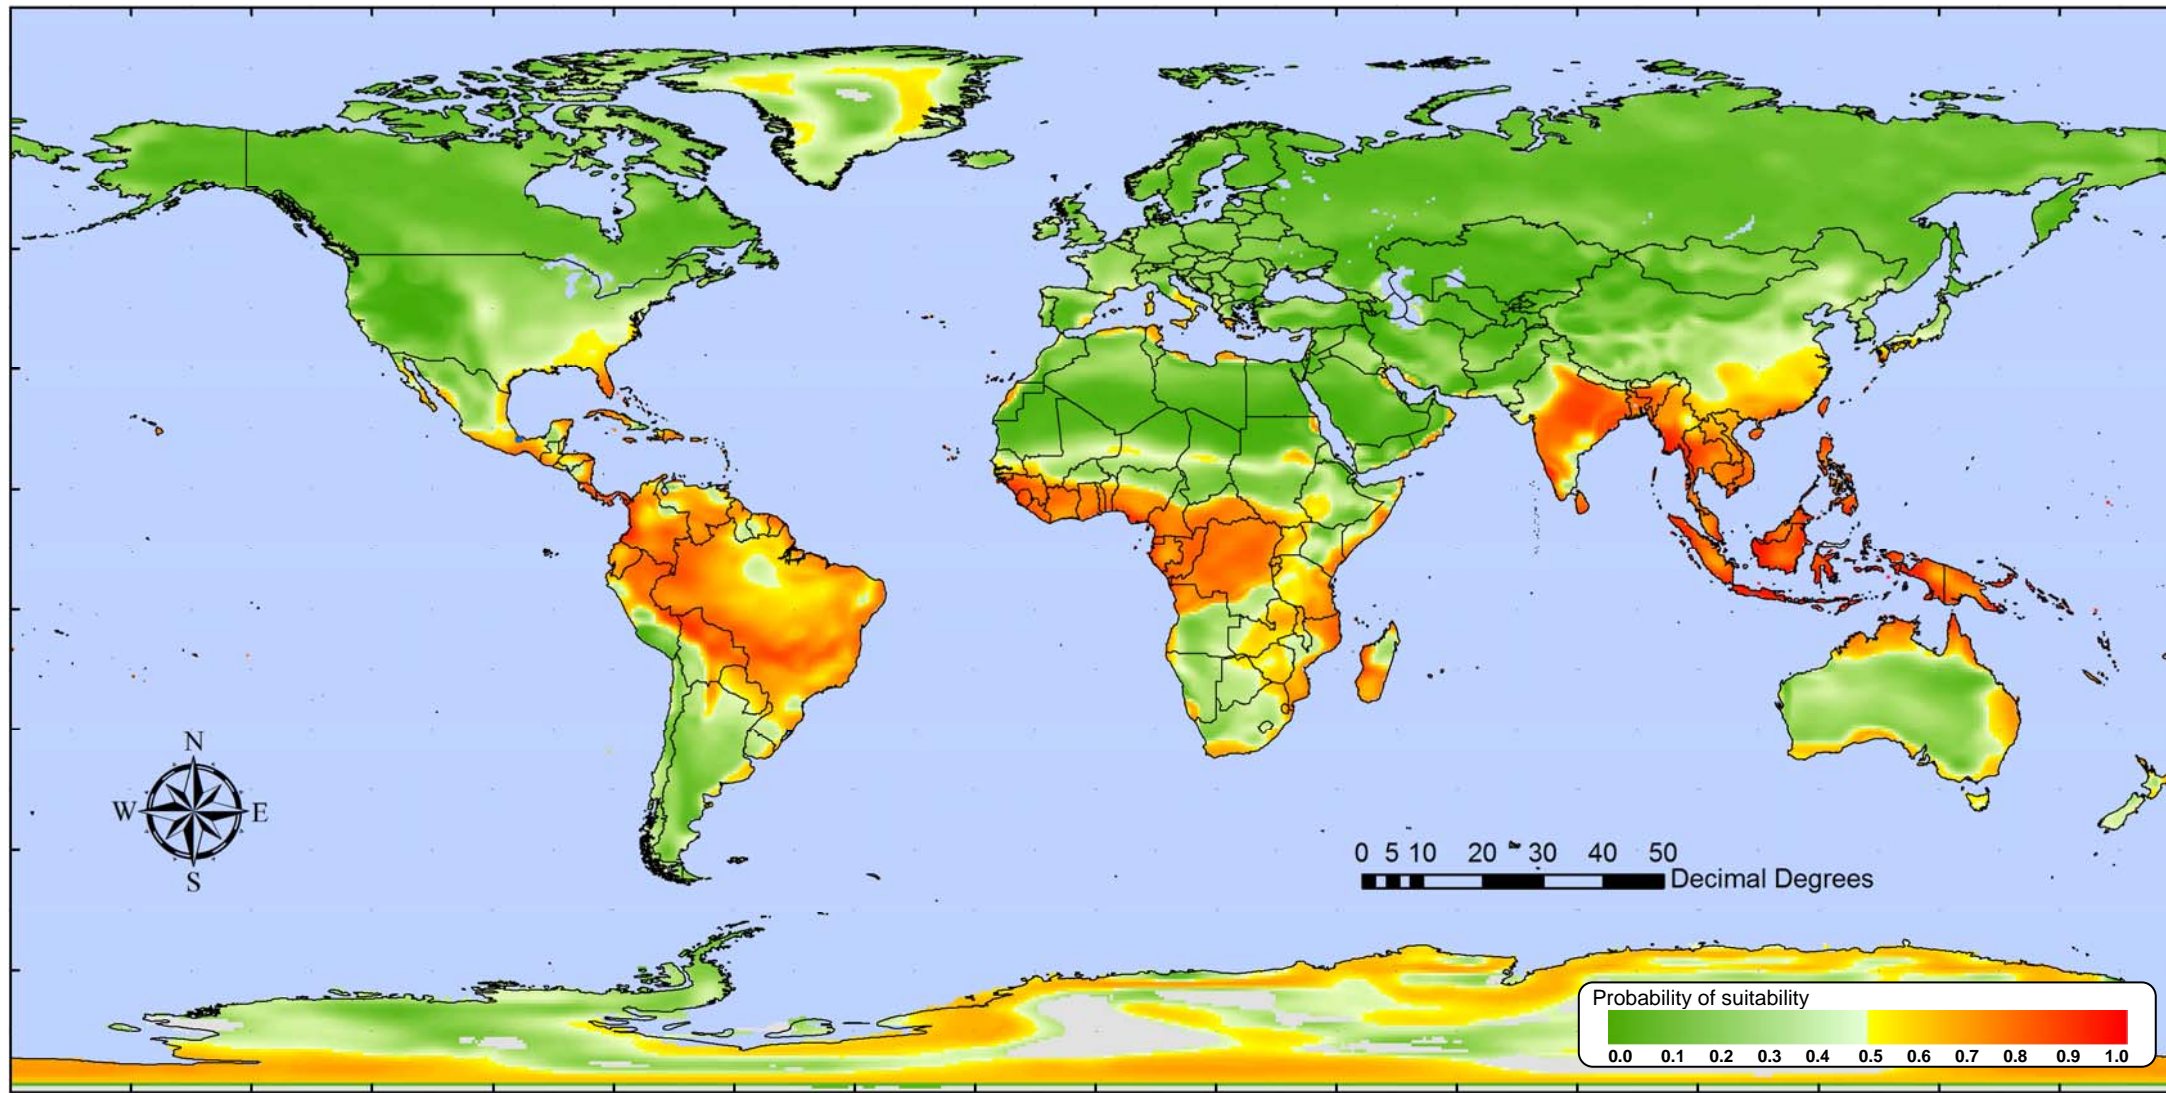 N
W E
S
0 5 10 20 30 40 50
Decimal Degrees
Probability of suitability
0.0 0.1 0.2 0.3 0.4 0.5 0.6 0.7 0.8 0.9 1.0